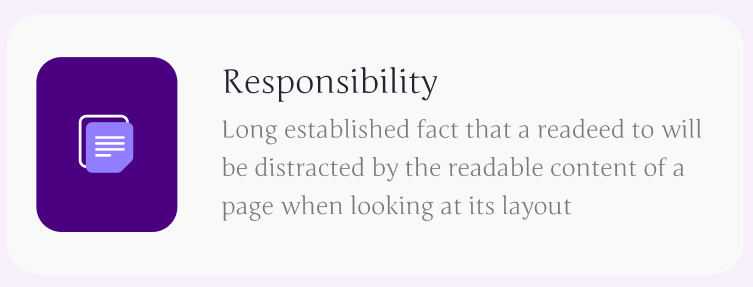 Responsibility
Long established fact that a readeed to will
be distracted by the readable content of a
page when looking at its layout